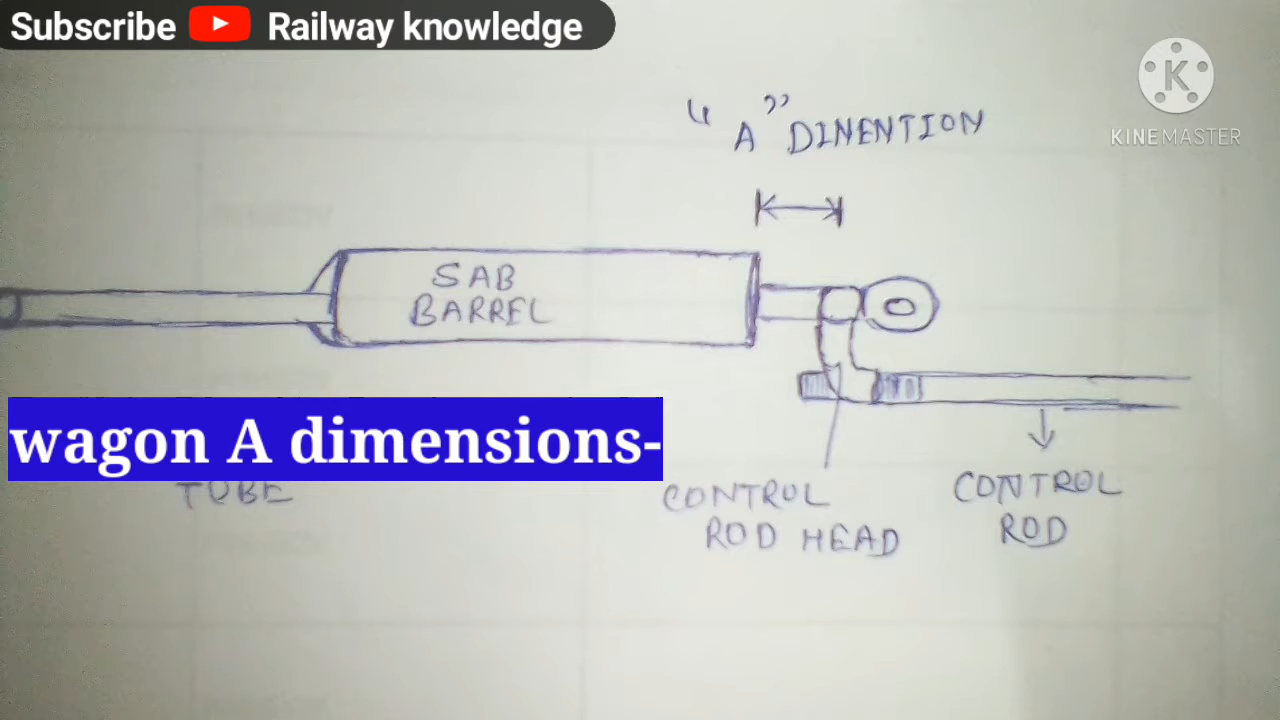 Subscribe Railway knowledge
KINEMASTER
" A " DINENTION
SAB
BARREL
wagon A dimensions-
TUBE
CONTROL
ROD HEAD
CONTROL
ROD